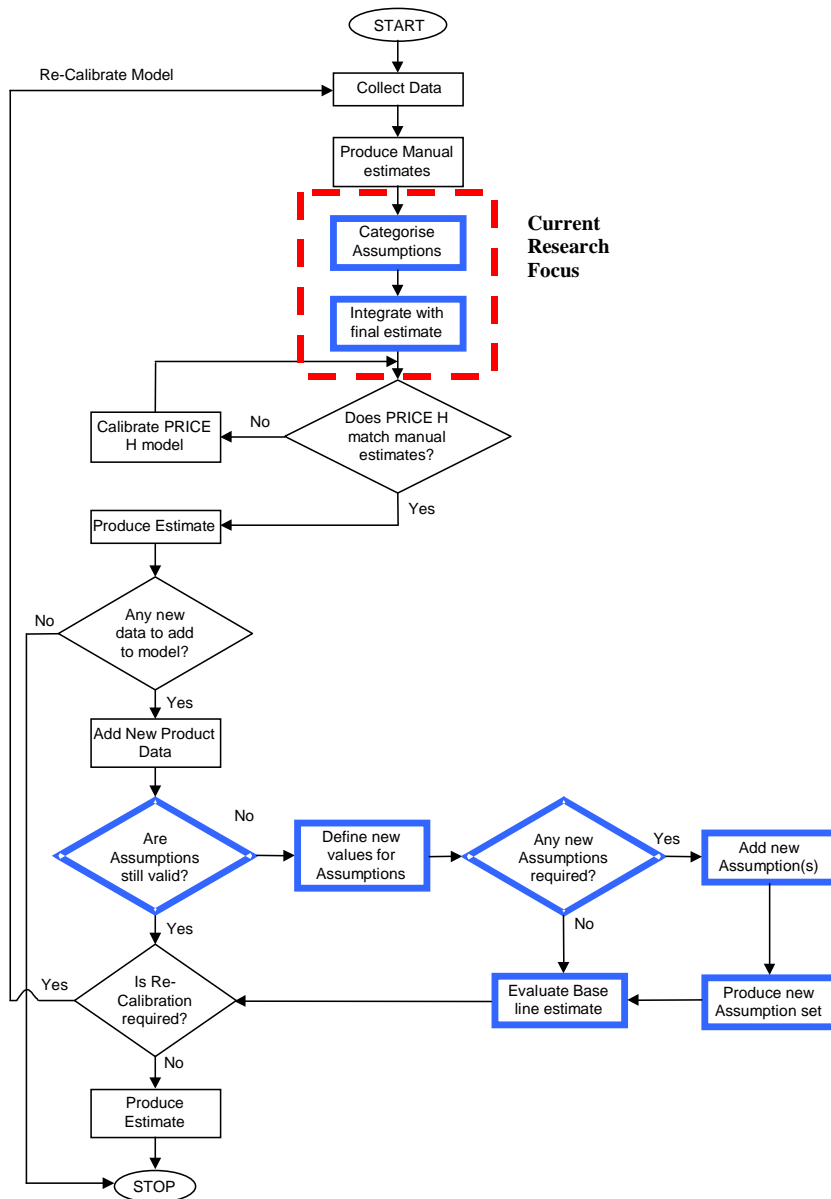 START
Re-Calibrate Model
Collect Data
Produce Manual
estimates
Categorise
Assumptions
Current
Research
Focus
Integrate with
final estimate
Does PRICE H
match manual
estimates?
No
Calibrate PRICE
H model
Yes
Produce Estimate
No
Any new
data to add
to model?
Yes
Add New Product
Data
Are
Assumptions
still valid?
No
Define new
values for
Assumptions
Any new
Assumptions
required?
Yes
Add new
Assumption(s)
Yes
No
Yes
Is Re-
Calibration
required?
Evaluate Base
line estimate
Produce new
Assumption set
No
Produce
Estimate
STOP